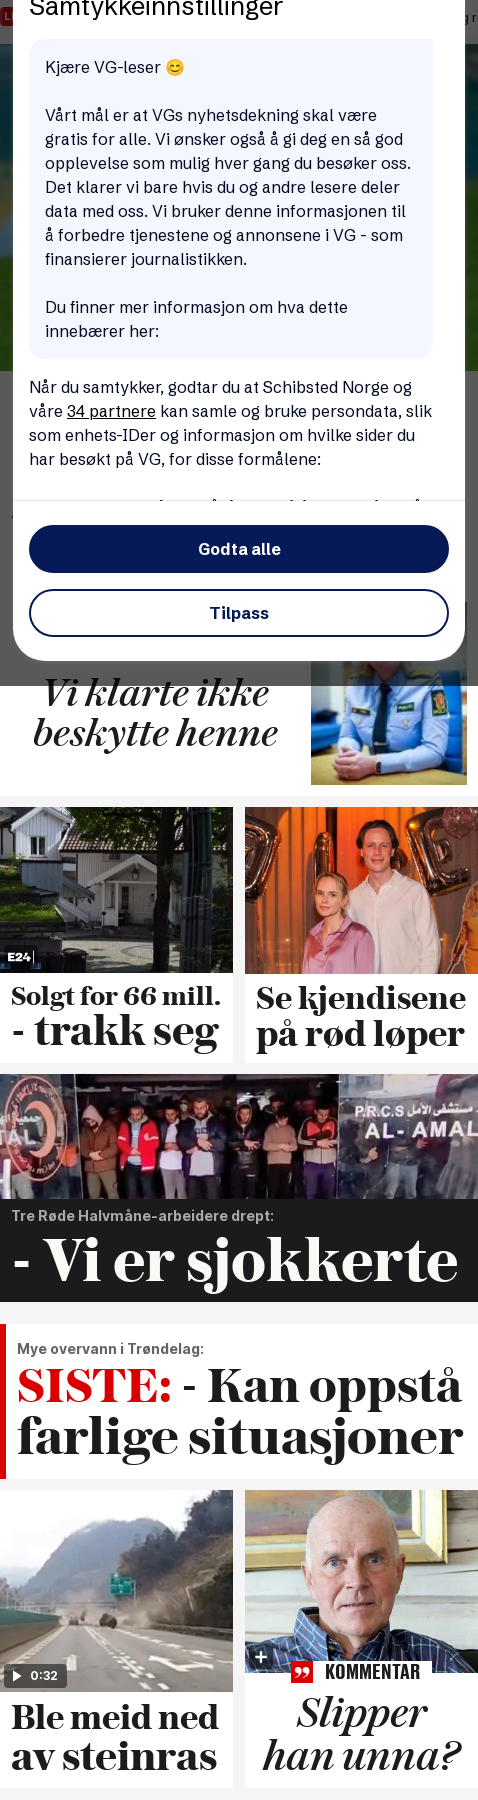 Samtykkeinnstillinger
Kjære VG-leser 😊
Vårt mål er at VGs nyhetsdekning skal være
gratis for alle. Vi ønsker også å gi deg en så god
opplevelse som mulig hver gang du besøker oss.
Det klarer vi bare hvis du og andre lesere deler
data med oss. Vi bruker denne informasjonen til
å forbedre tjenestene og annonsene i VG - som
finansierer journalistikken.
Du finner mer informasjon om hva dette
innebærer her:
Når du samtykker, godtar du at Schibsted Norge og
våre 34 partnere kan samle og bruke persondata, slik
som enhets-IDer og informasjon om hvilke sider du
har besøkt på VG, for disse formålene:
Godta alle
Tilpass
Vi klarte ikke
beskytte henne
E24
Solgt for 66 mill.
- trakk seg
Se kjendisene
på rød løper
P.R.C.S مستشفى الأمل
AL-AMAL
Tre Røde Halvmåne-arbeidere drept:
- Vi er sjokkerte
Mye overvann i Trøndelag:
SISTE: - Kan oppstå
farlige situasjoner
0:32
Ble meid ned
av steinras
KOMMENTAR
Slipper
han unna?